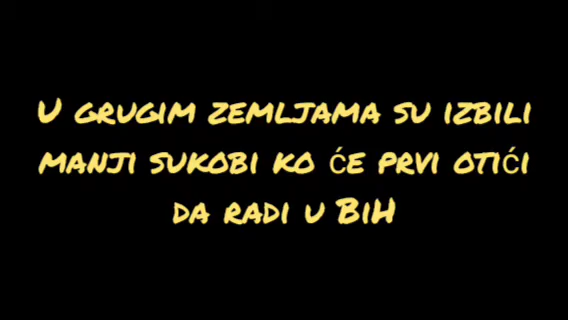 U GRUGIM ZEMLJAMA SU IZBILI
MANJI SUKOBI KO ĆE PRVI OTIĆI
DA RADI U BiH